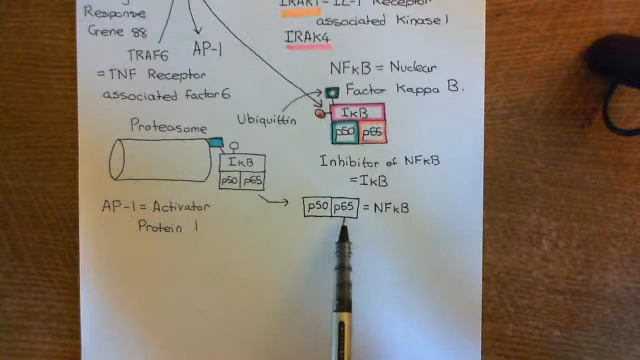 Response
Gene 88
TRAF6
AP-1
= TNF Receptor
associated factor 6
IRAK1 = IL-1 Receptor
associated Kinase 1
IRAK4
NFκB = Nuclear
Factor Kappa B.
Ubiquittin
IκB
p50 p65
Proteasome
IκB
p50 p65
Inhibitor of NFκB
= IκB
p50 p65 = NFκB
AP-1 = Activator
Protein 1